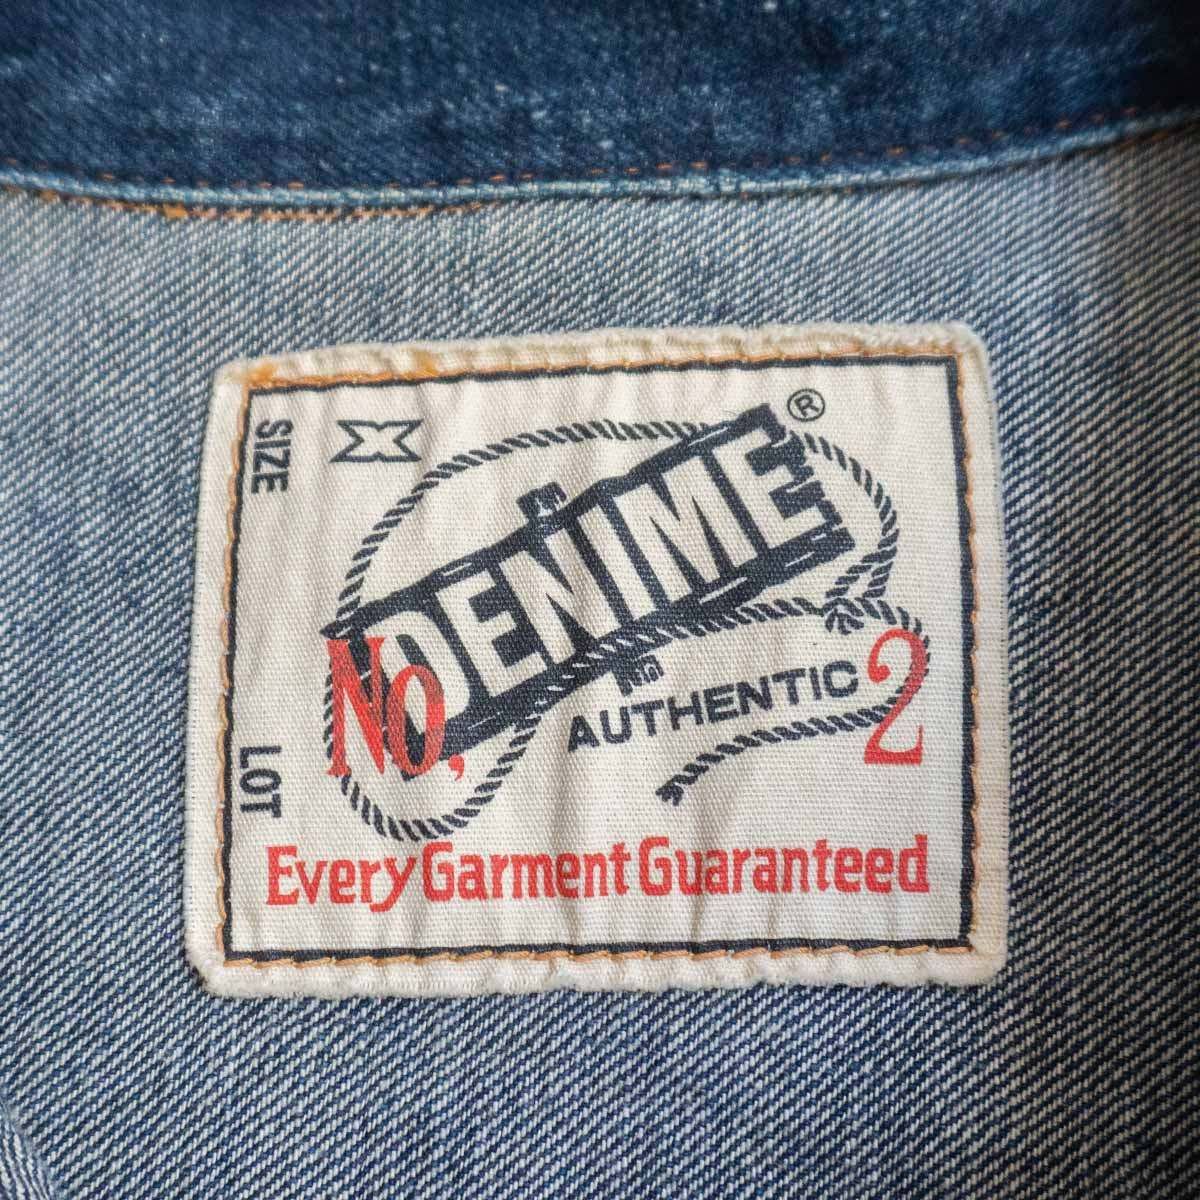 SIZE
X
®
DENIME
No, 2
AUTHENTIC
LOT
Every Garment Guaranteed